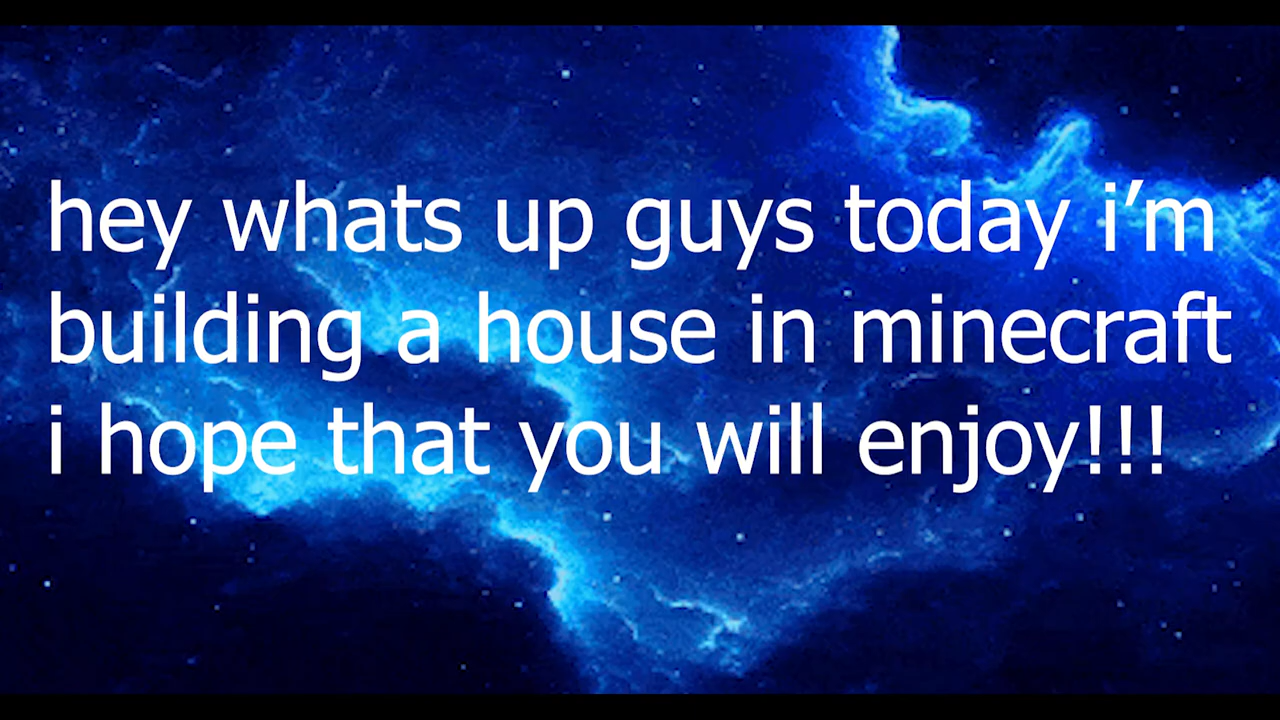 hey whats up guys today i’m
building a house in minecraft
i hope that you will enjoy!!!